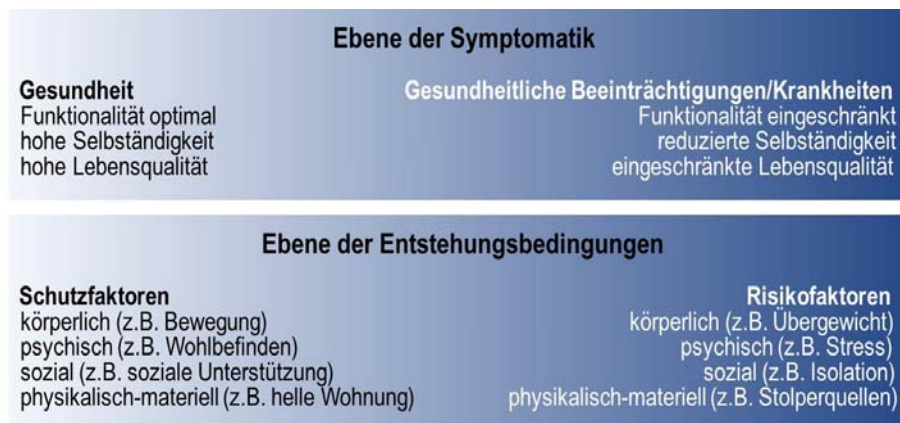 Ebene der Symptomatik
Gesundheit
Funktionalität optimal
hohe Selbständigkeit
hohe Lebensqualität
Gesundheitliche Beeinträchtigungen/Krankheiten
Funktionalität eingeschränkt
reduzierte Selbständigkeit
eingeschränkte Lebensqualität
Ebene der Entstehungsbedingungen
Schutzfaktoren
körperlich (z.B. Bewegung)
psychisch (z.B. Wohlbefinden)
sozial (z.B. soziale Unterstützung)
physikalisch-materiell (z.B. helle Wohnung)
Risikofaktoren
körperlich (z.B. Übergewicht)
psychisch (z.B. Stress)
sozial (z.B. Isolation)
physikalisch-materiell (z.B. Stolperquellen)